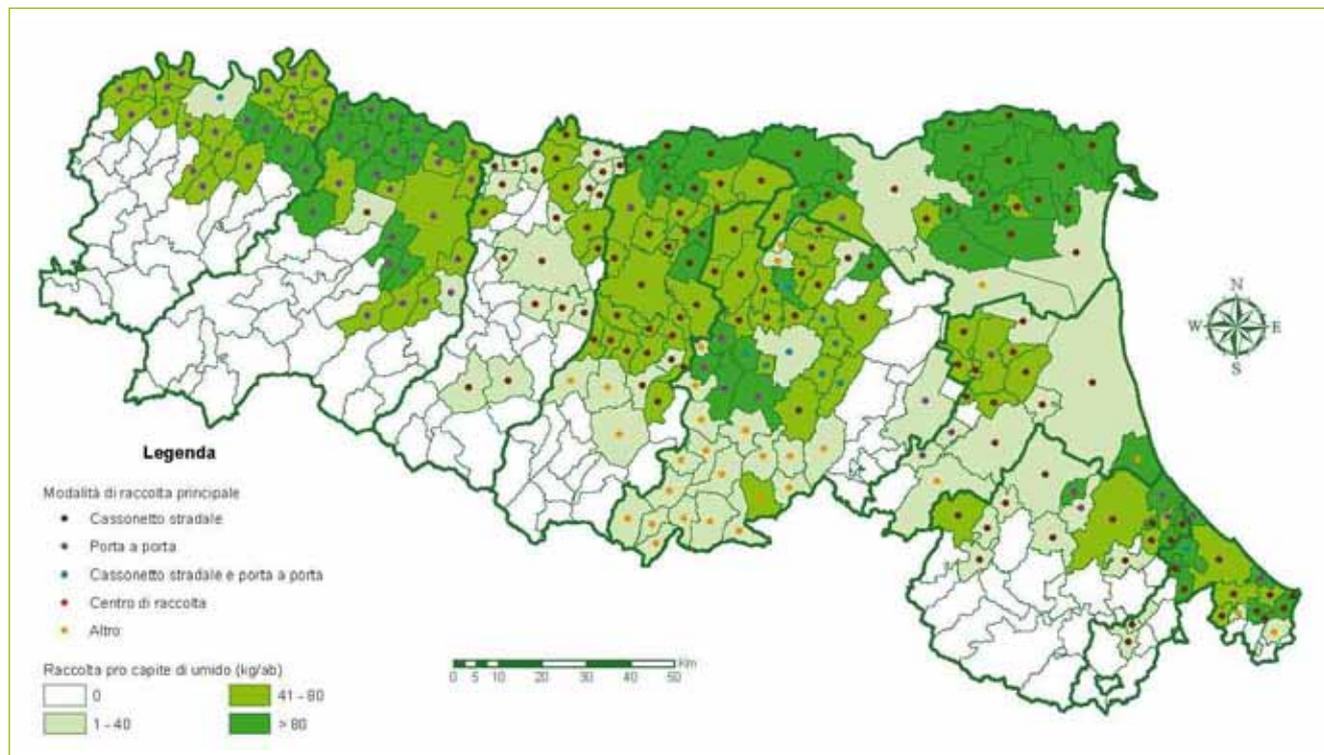 N
W E
S
Legenda
Modalità di raccolta principale
Cassonetto stradale
Porta a porta
Cassonetto stradale e porta a porta
Centro di raccolta
Altro
Km
0 5 10 20 30 40 50
Raccolta pro capite di umido (kg/ab)
0 41 - 80
1 - 40 > 80